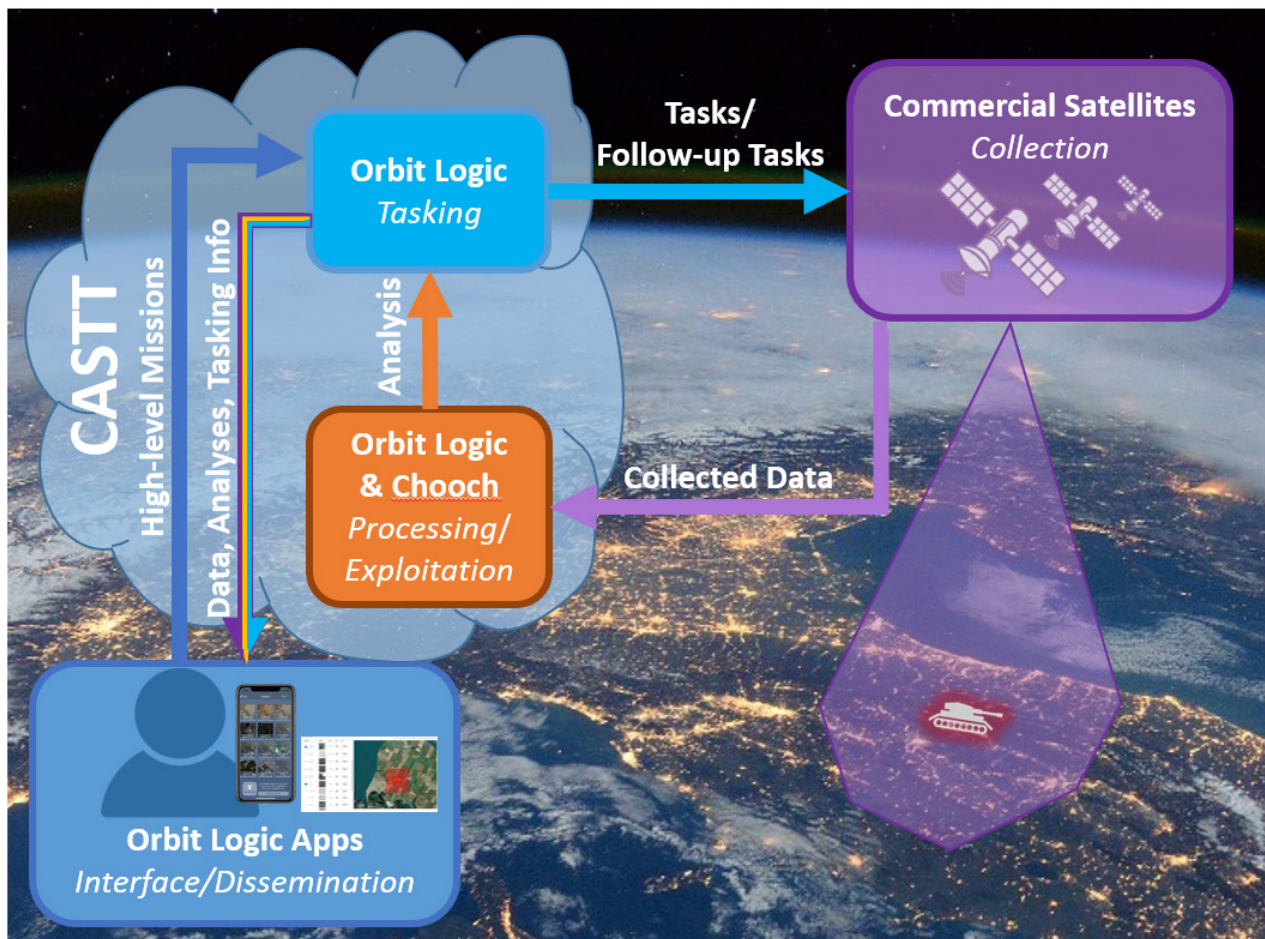 CASTT
High-level Missions
Data, Analyses, Tasking Info
Orbit Logic
Tasking
Tasks/
Follow-up Tasks
Commercial Satellites
Collection
Analysis
Orbit Logic
& Chooch
Processing/
Exploitation
Collected Data
Orbit Logic Apps
Interface/Dissemination